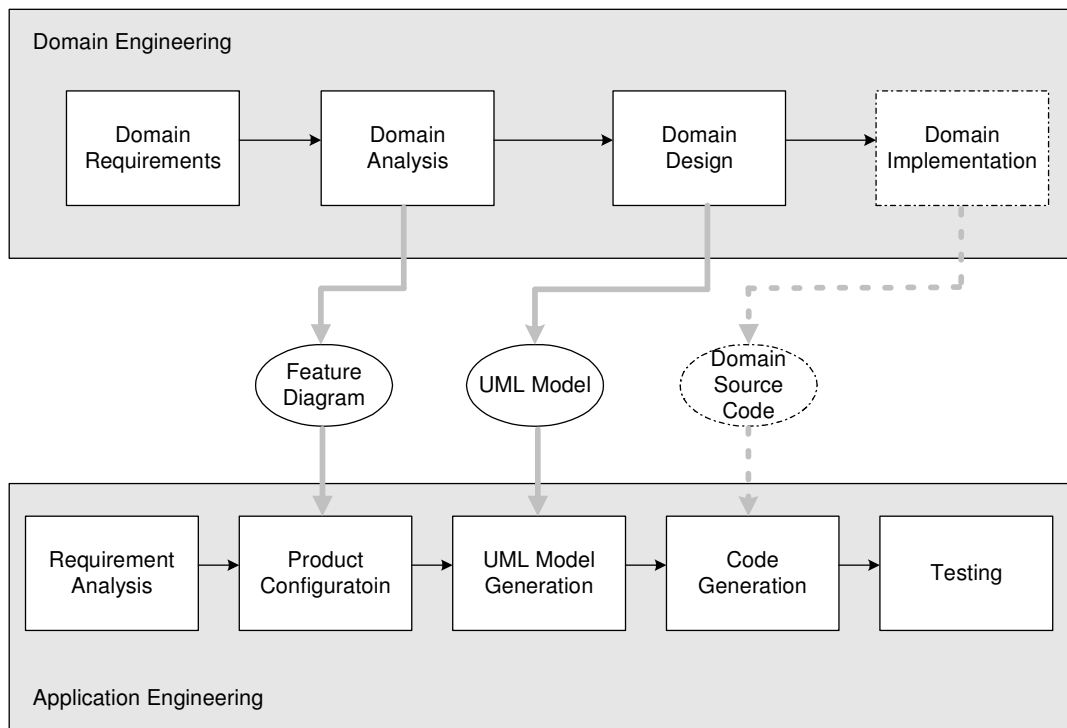 Domain Engineering
Domain
Requirements
Domain
Analysis
Domain
Design
Domain
Implementation
Feature
Diagram
UML Model
Domain
Source
Code
Requirement
Analysis
Product
Configuratoin
UML Model
Generation
Code
Generation
Testing
Application Engineering